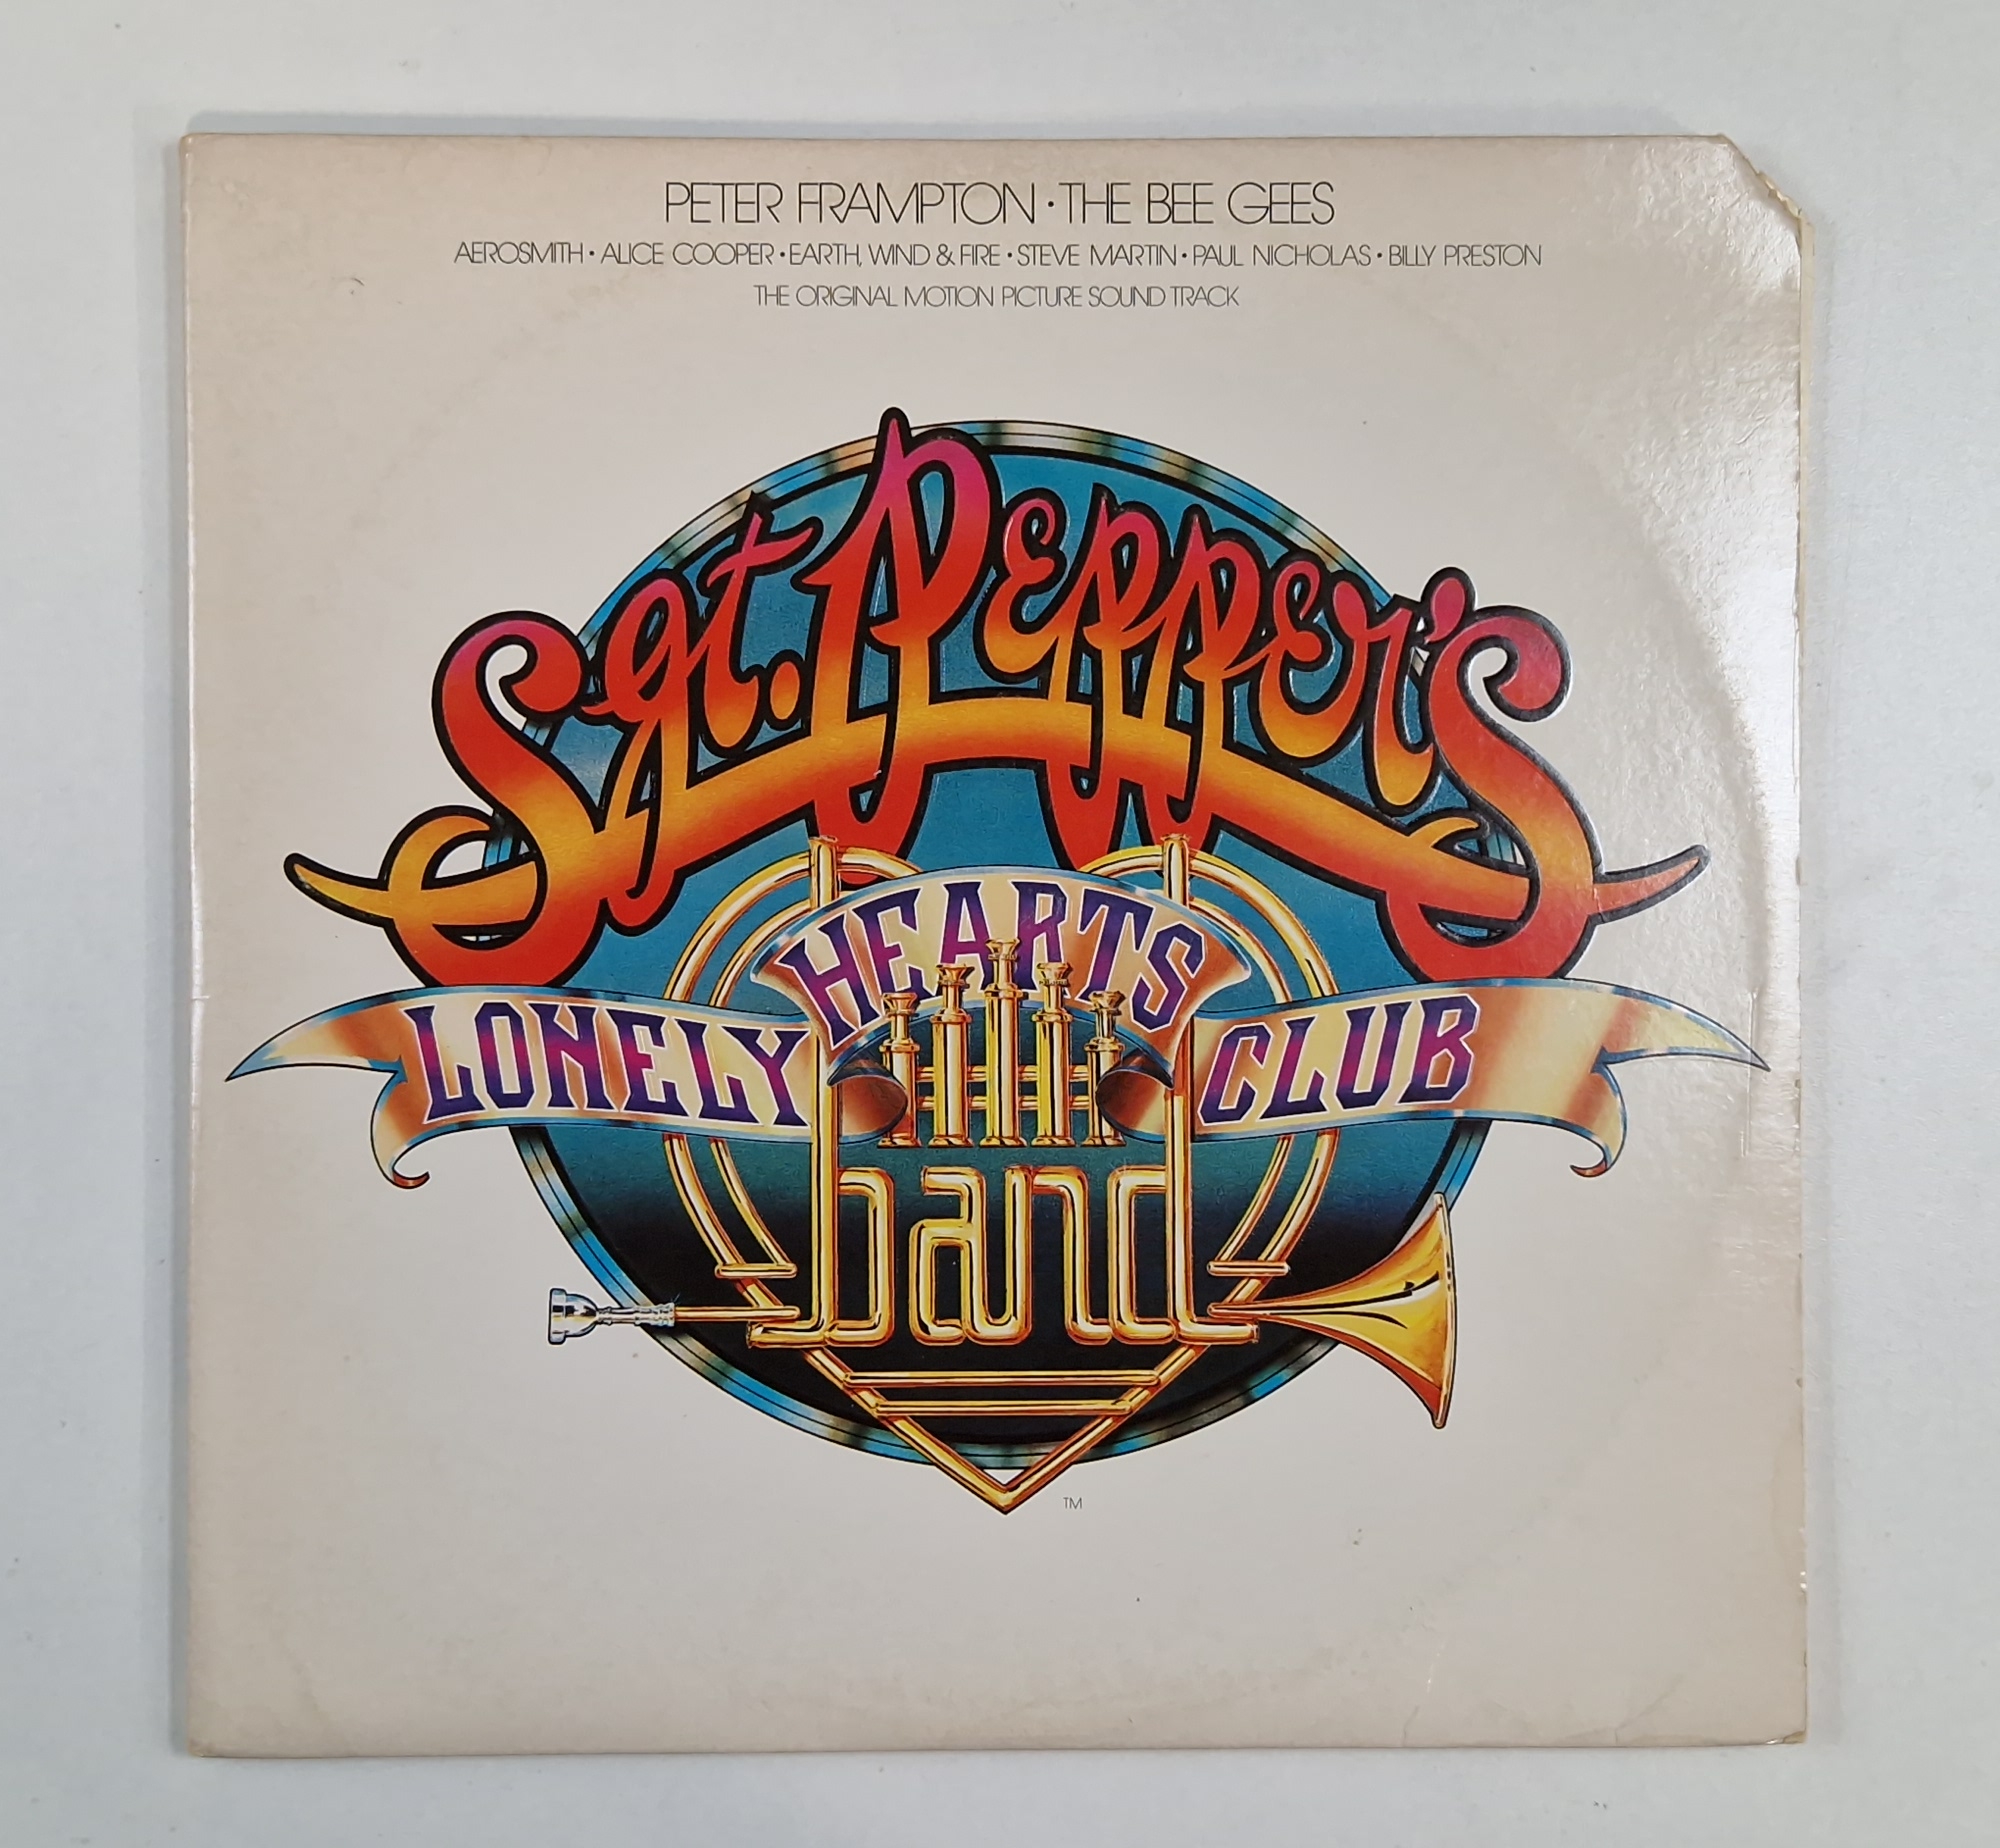 PETER FRAMPTON • THE BEE GEES
AEROSMITH • ALICE COOPER • EARTH, WIND & FIRE • STEVE MARTIN • PAUL NICHOLAS • BILLY PRESTON
THE ORIGINAL MOTION PICTURE SOUND TRACK
Sgt. PEPPER'S
LONELY HEARTS CLUB
band
TM